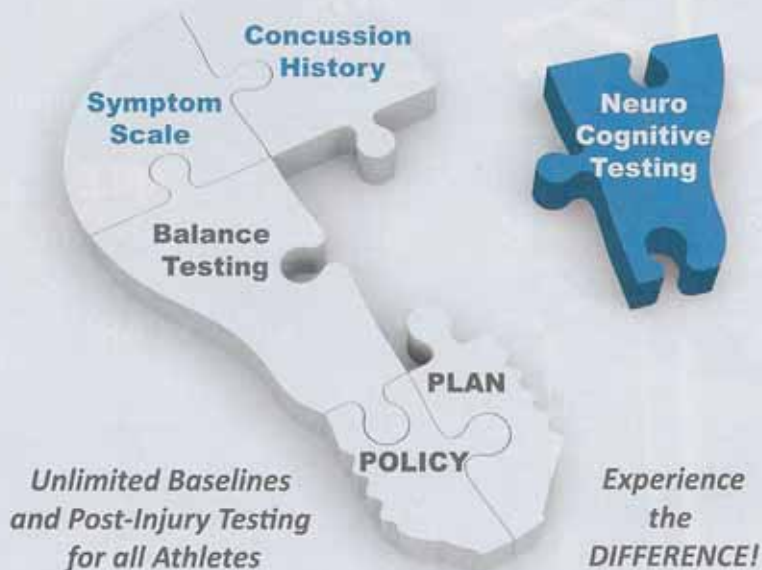 Concussion
History
Symptom
Scale
Neuro
Cognitive
Testing
Balance
Testing
PLAN
POLICY
Unlimited Baselines
and Post-Injury Testing
for all Athletes
Experience
the
DIFFERENCE!